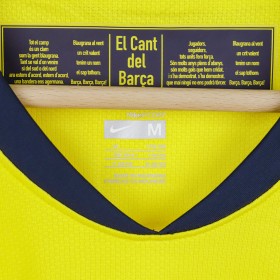 Tot el camp
és un clam
som la gent blaugrana
Tant se val d'on venim
si del sud o del nord
ara estem d'acord
una bandera ens agermana
Blaugrana al vent
un crit valent
tenim un nom
el sap tothom:
Barça, Barça, Barça!
El Cant
del
Barça
Jugadors,
seguidors,
tots units fem força.
Són molts anys plens d'afanys,
són molts gols que hem cridat,
i s'ha demostrat, s'ha demostrat,
que mai ningú no ens podrà tòrcer
Blaugrana al vent
un crit valent
tenim un nom
el sap tothom:
Barça, Barça, Barça!
M